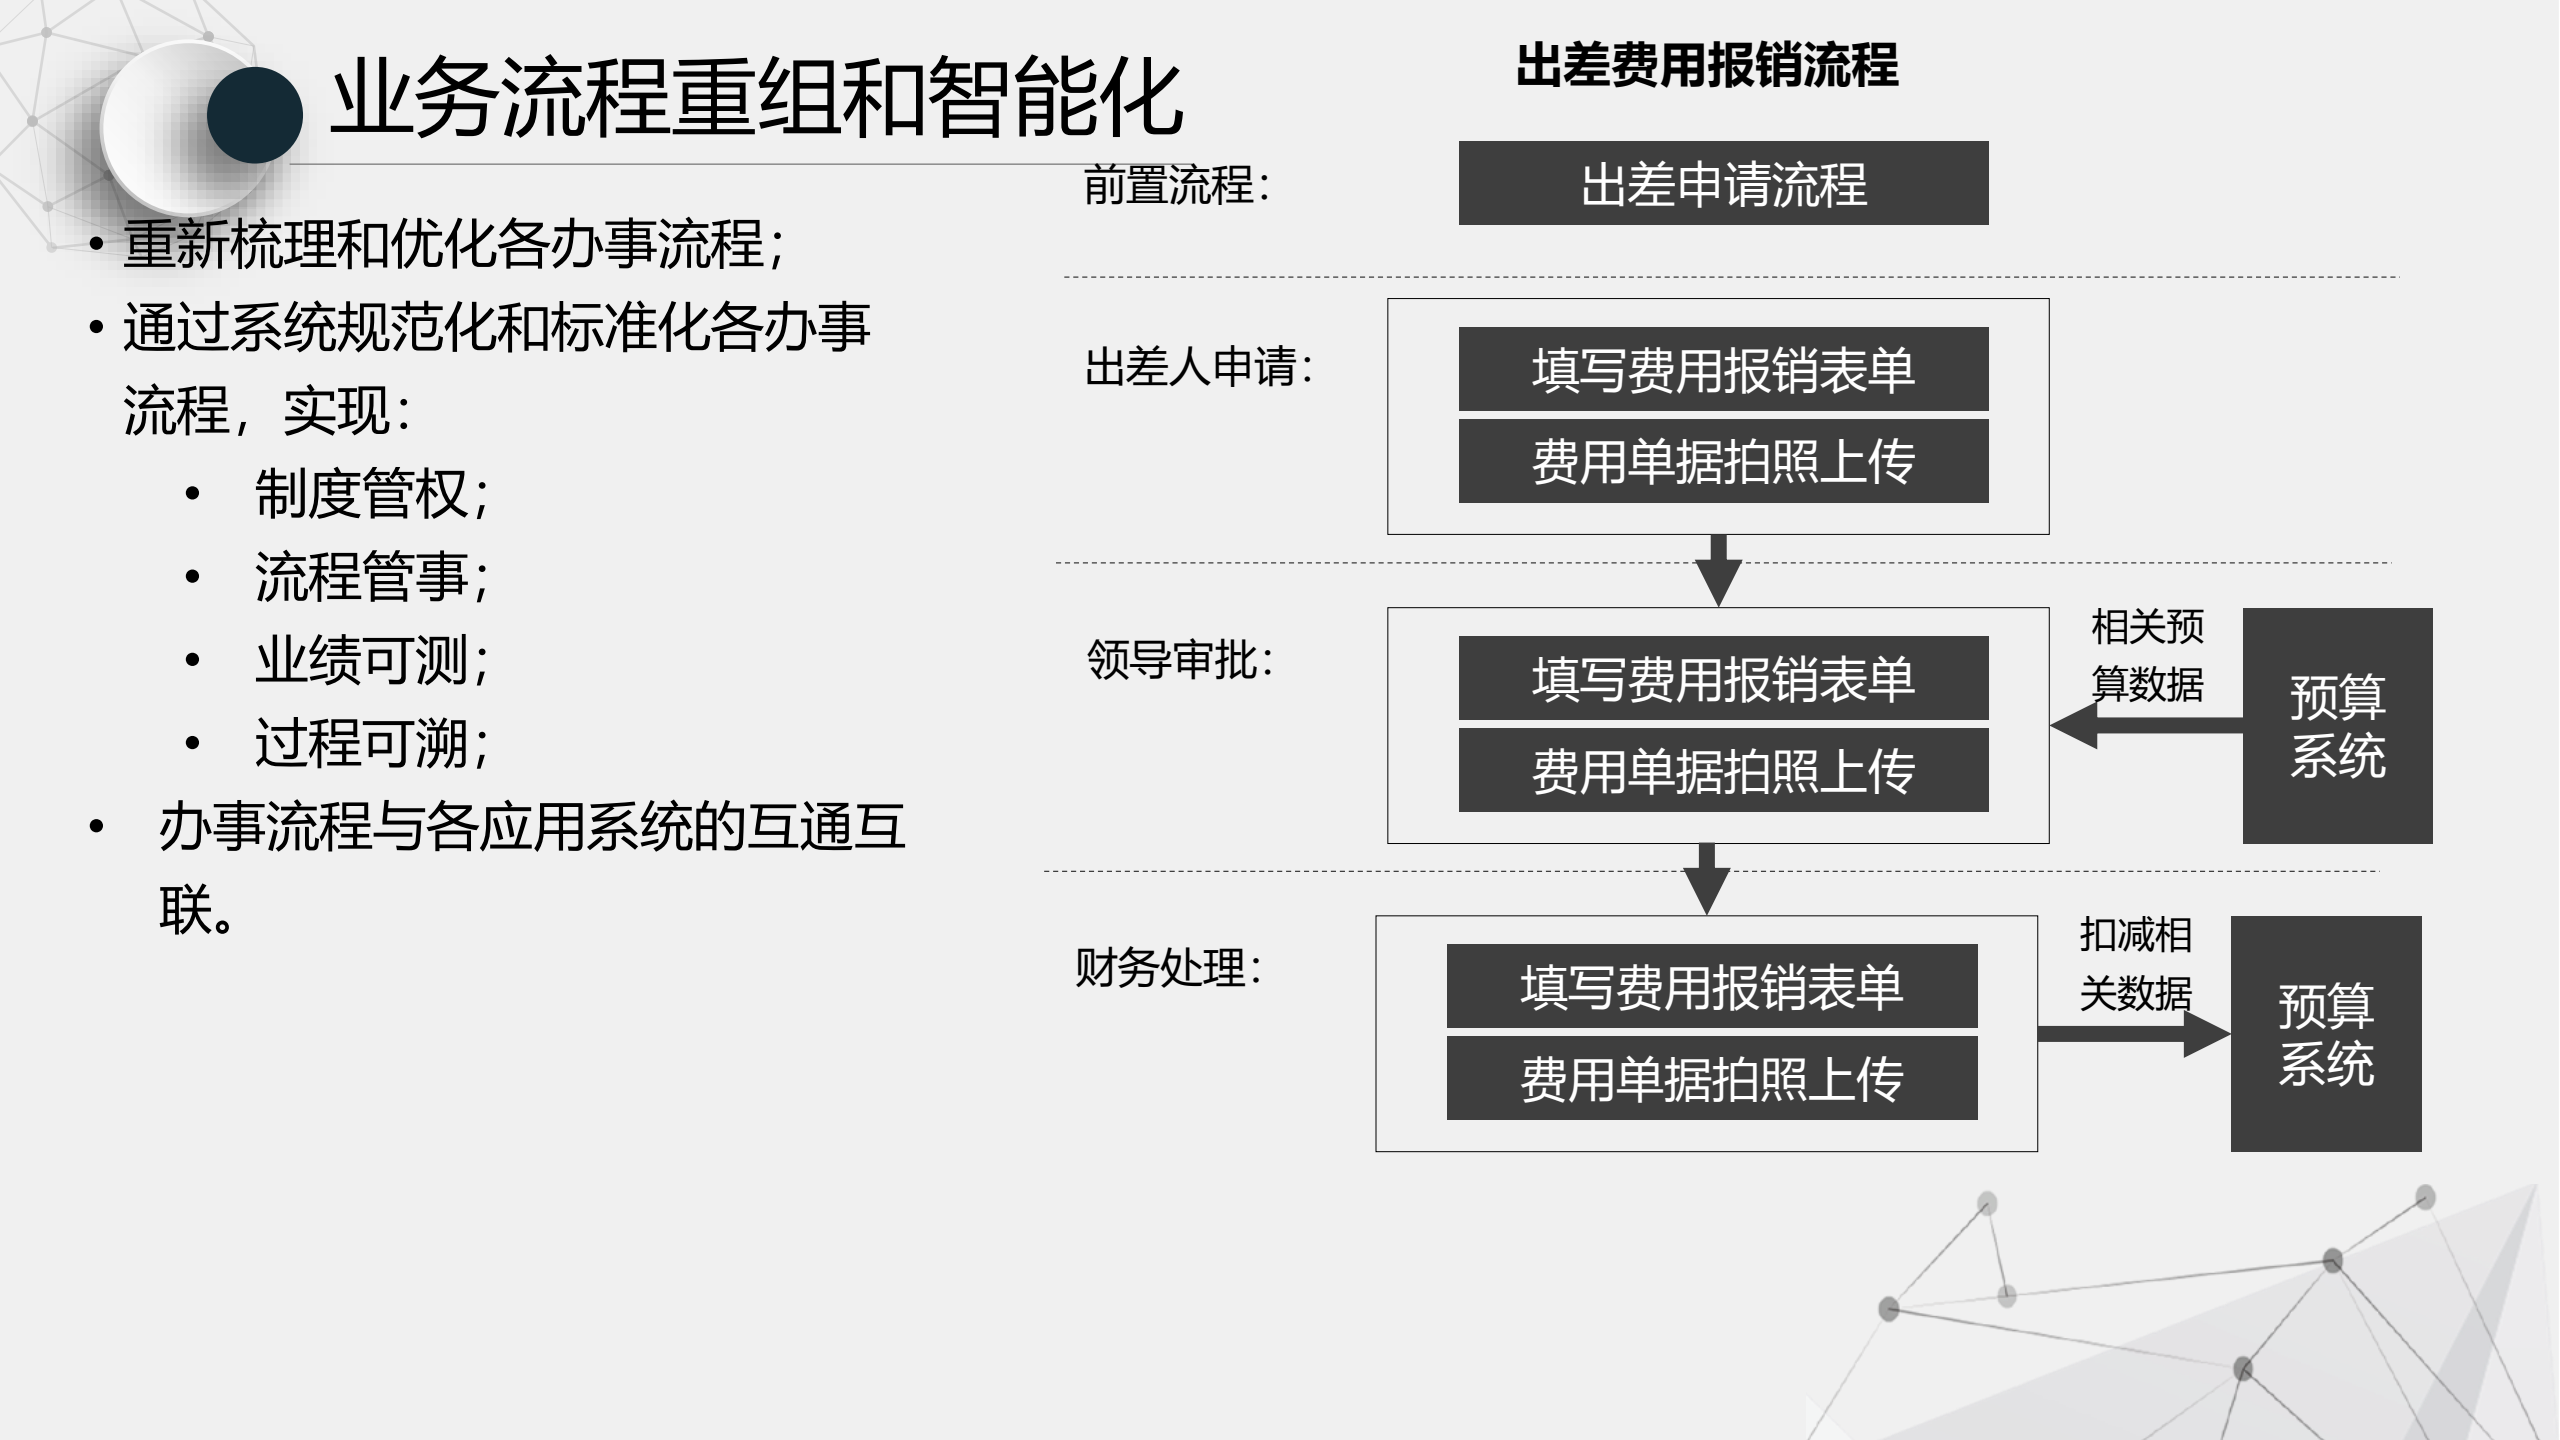 业务流程重组和智能化
• 重新梳理和优化各办事流程；
• 通过系统规范化和标准化各办事
流程，实现：
• 制度管权；
• 流程管事；
• 业绩可测；
• 过程可溯；
• 办事流程与各应用系统的互通互
联。
出差费用报销流程
前置流程：
出差申请流程
出差人申请：
填写费用报销表单
费用单据拍照上传
领导审批：
填写费用报销表单
费用单据拍照上传
相关预
算数据
预算
系统
财务处理：
填写费用报销表单
费用单据拍照上传
扣减相
关数据
预算
系统